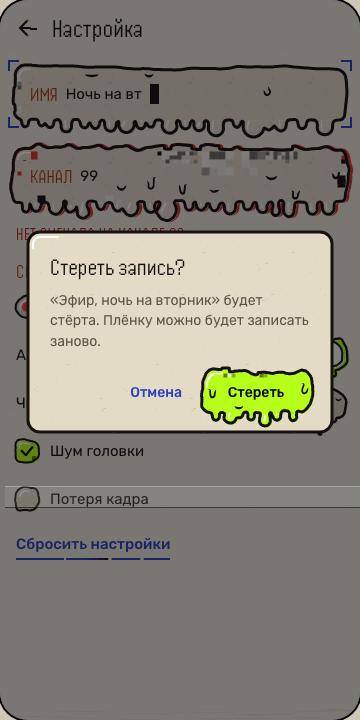 Настройка
ИМЯ Ночь на вт
КАНАЛ 99
Стереть запись?
«Эфир, ночь на вторник» будет
стёрта. Плёнку можно будет записать
заново.
Отмена Стереть
Шум головки
Потеря кадра
Сбросить настройки